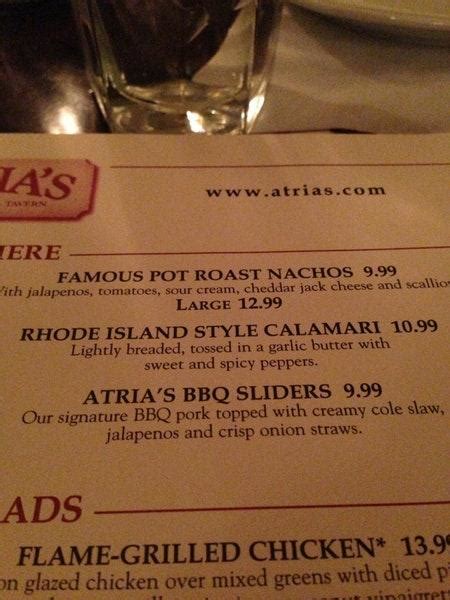 IA'S
TAVERN
www.atrias.com
HERE
FAMOUS POT ROAST NACHOS 9.99
With jalapenos, tomatoes, sour cream, cheddar jack cheese and scallio
LARGE 12.99
RHODE ISLAND STYLE CALAMARI 10.99
Lightly breaded, tossed in a garlic butter with
sweet and spicy peppers.
ATRIA'S BBQ SLIDERS 9.99
Our signature BBQ pork topped with creamy cole slaw,
jalapenos and crisp onion straws.
ADS
FLAME-GRILLED CHICKEN* 13.9
on glazed chicken over mixed greens with diced